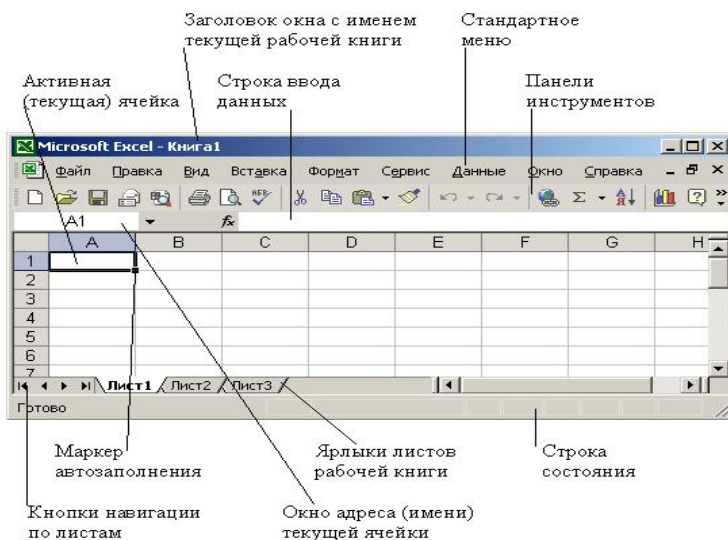 Заголовок окна с именем
текущей рабочей книги
Стандартное
меню
Активная
(текущая) ячейка
Строка ввода
данных
Панели
инструментов
Microsoft Excel - Книга1
Файл Правка Вид Вставка Формат Сервис Данные Окно Справка
A1 fx
A B C D E F G H
1
2
3
4
5
6
7
Лист1 Лист2 Лист3
Готово
Маркер
автозаполнения
Ярлыки листов
рабочей книги
Строка
состояния
Кнопки навигации
по листам
Окно адреса (имени)
текущей ячейки